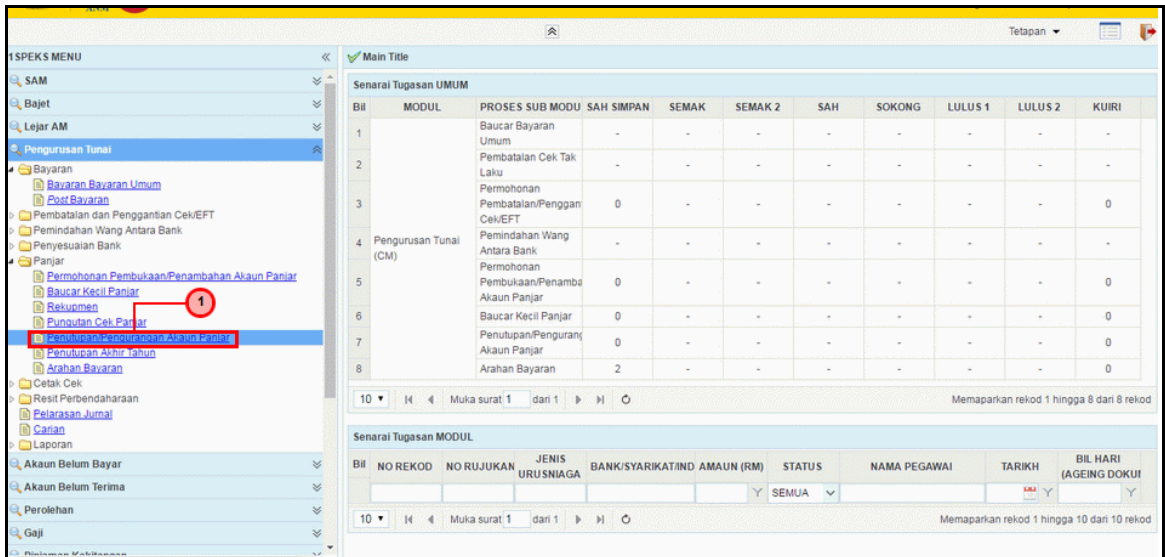 Tetapan
1SPEKS MENU
Main Title
SAM
Bajet
Lejar AM
Pengurusan Tunai
Bayaran
Bayaran Bayaran Umum
Post Bayaran
Pembatalan dan Penggantian Cek/EFT
Pemindahan Wang Antara Bank
Penyesuaian Bank
Panjar
Permohonan Pembukaan/Penambahan Akaun Panjar
Baucar Kecil Panjar
Rekupmen
1
Pungutan Cek Panjar
Penutupan/Pengurangan Akaun Panjar
Penutupan Akhir Tahun
Arahan Bayaran
Cetak Cek
Resit Perbendaharaan
Pelarasan Jurnal
Carian
Laporan
Akaun Belum Bayar
Akaun Belum Terima
Perolehan
Gaji
Senarai Tugasan UMUM
Bil MODUL PROSES SUB MODU SAH SIMPAN SEMAK SEMAK 2 SAH SOKONG LULUS 1 LULUS 2 KUIRI
Pengurusan Tunai
(CM)
1 Baucar Bayaran
Umum - - - - - - - -
2 Pembatalan Cek Tak
Laku - - - - - - - -
3 Permohonan
Pembatalan/Penggan 0 - - - - - - 0
Cek/EFT
4 Pemindahan Wang
Antara Bank - - - - - - - -
5 Permohonan
Pembukaan/Penamba 0 - - - - - - 0
Akaun Panjar
6 Baucar Kecil Panjar 0 - - - - - - 0
7 Penutupan/Pengurang 0 - - - - - - 0
Akaun Panjar
8 Arahan Bayaran 2 - - - - - - 0
10 Muka surat 1 dari 1 Memaparkan rekod 1 hingga 8 dari 8 rekod
Senarai Tugasan MODUL
Bil NO REKOD NO RUJUKAN JENIS URUSNIAGA BANK/SYARIKAT/IND AMAUN (RM) STATUS NAMA PEGAWAI TARIKH BIL HARI
(AGEING DOKUM
SEMUA
10 Muka surat 1 dari 1 Memaparkan rekod 1 hingga 10 dari 10 rekod